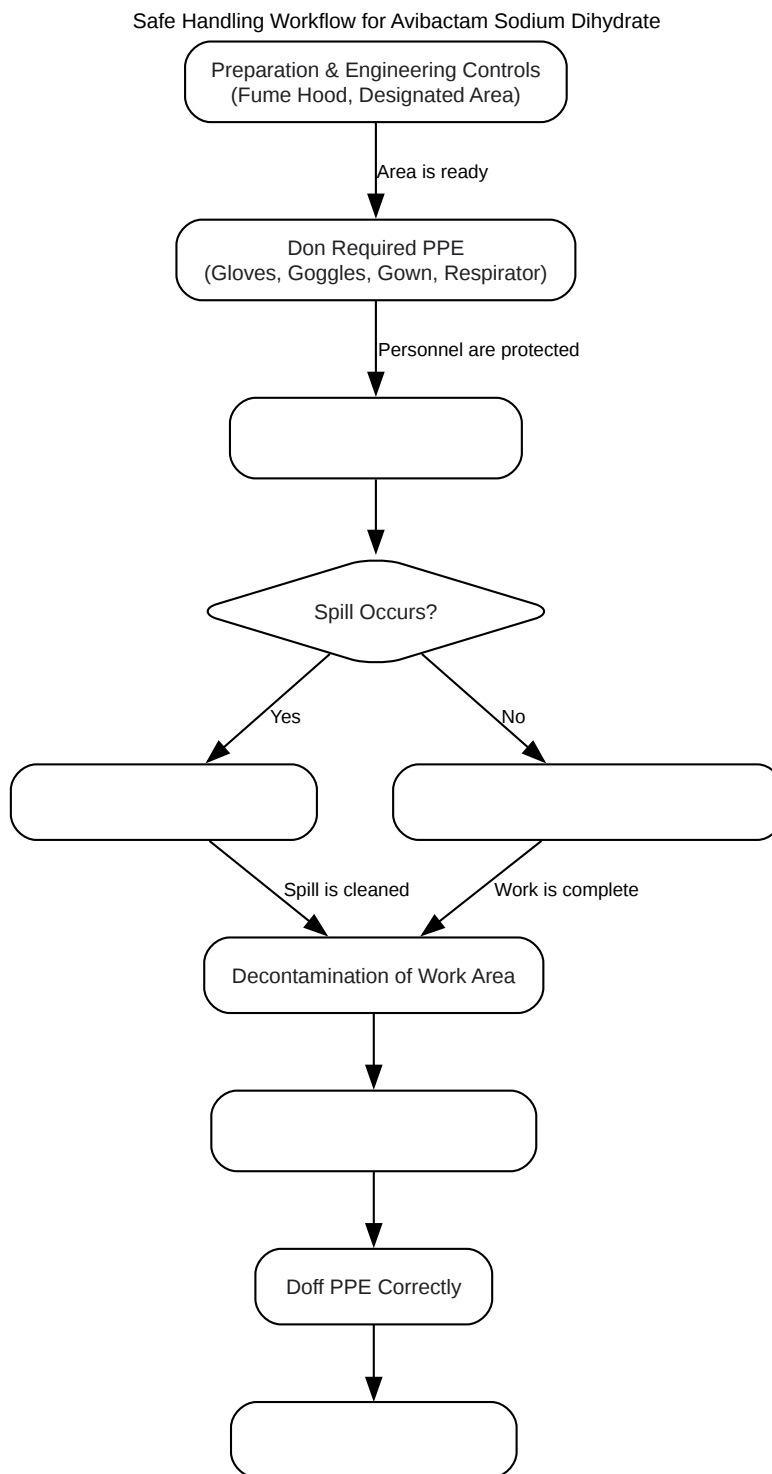 Safe Handling Workflow for Avibactam Sodium Dihydrate
Preparation & Engineering Controls
(Fume Hood, Designated Area)
Area is ready
Don Required PPE
(Gloves, Goggles, Gown, Respirator)
Personnel are protected
Spill Occurs?
Yes
No
Spill is cleaned
Work is complete
Decontamination of Work Area
Doff PPE Correctly